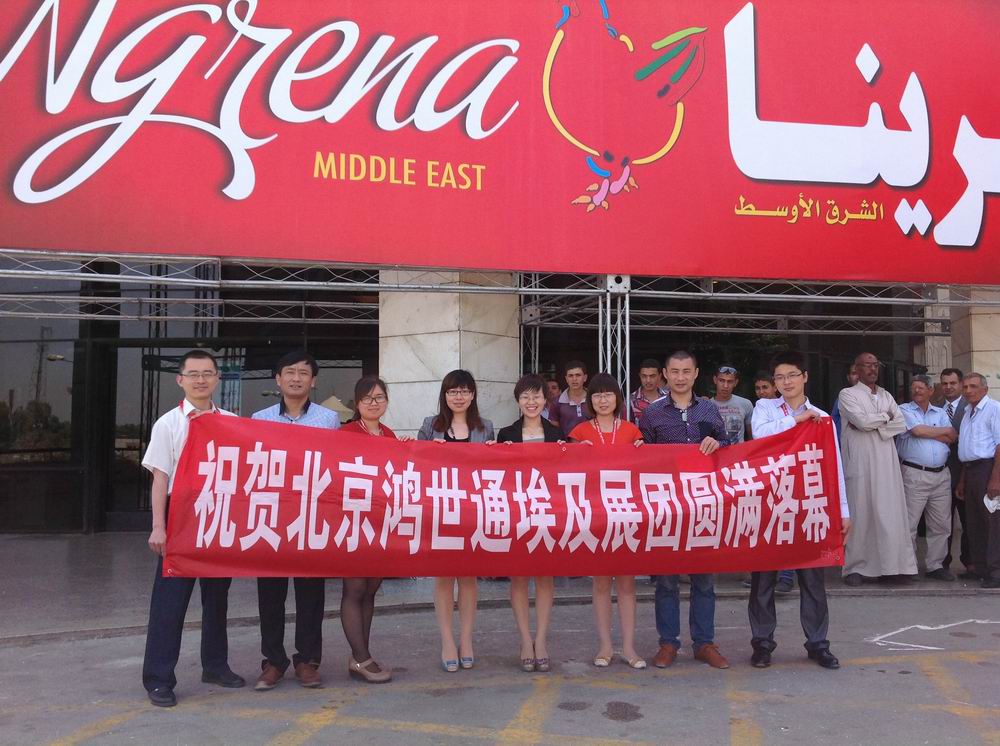 Agrena
MIDDLE EAST
رينا
الشرق الأوسط
祝贺北京鸿世通埃及展团圆满落幕